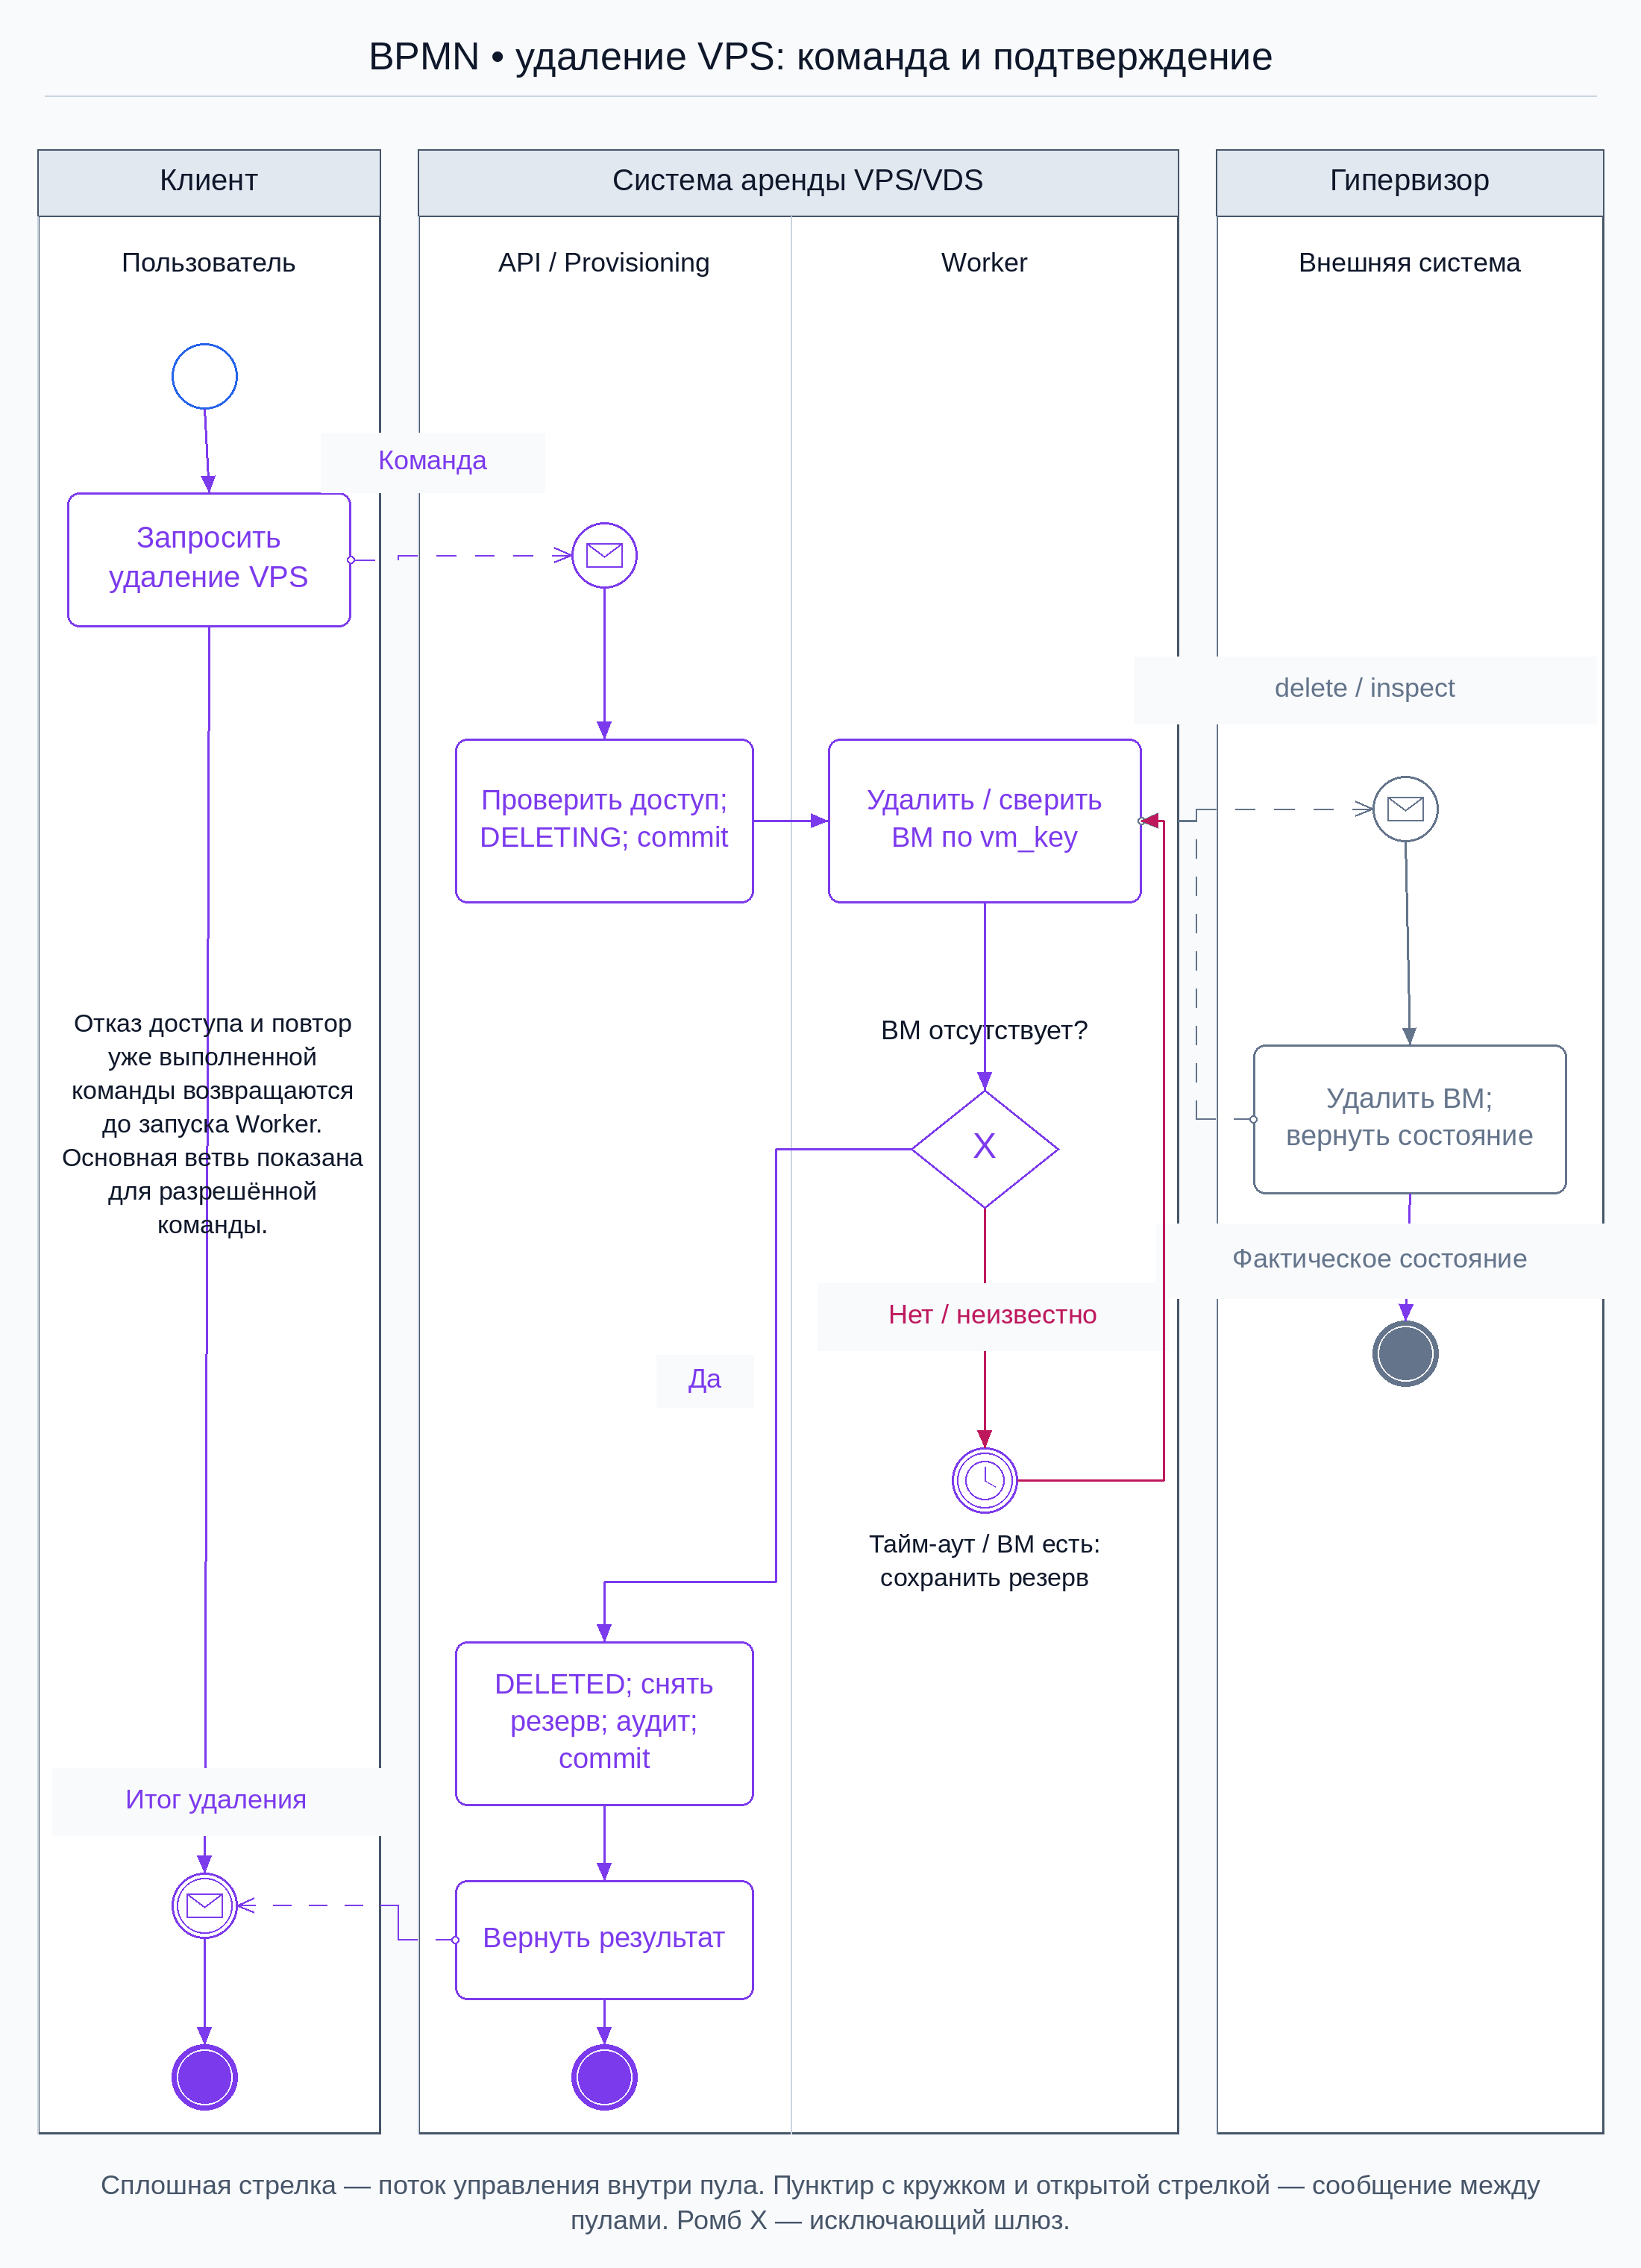 BPMN • удаление VPS: команда и подтверждение
Клиент
Система аренды VPS/VDS
Гипервизор
Пользователь
API / Provisioning
Worker
Внешняя система
Команда
Запросить
удаление VPS
delete / inspect
Проверить доступ;
DELETING; commit
Удалить / сверить
ВМ по vm_key
Отказ доступа и повтор
уже выполненной
команды возвращаются
до запуска Worker.
Основная ветвь показана
для разрешённой
команды.
ВМ отсутствует?
X
Удалить ВМ;
вернуть состояние
Фактическое состояние
Нет / неизвестно
Да
Тайм-аут / ВМ есть:
сохранить резерв
DELETED; снять
резерв; аудит;
commit
Итог удаления
Вернуть результат
Сплошная стрелка — поток управления внутри пула. Пунктир с кружком и открытой стрелкой — сообщение между
пулами. Ромб X — исключающий шлюз.